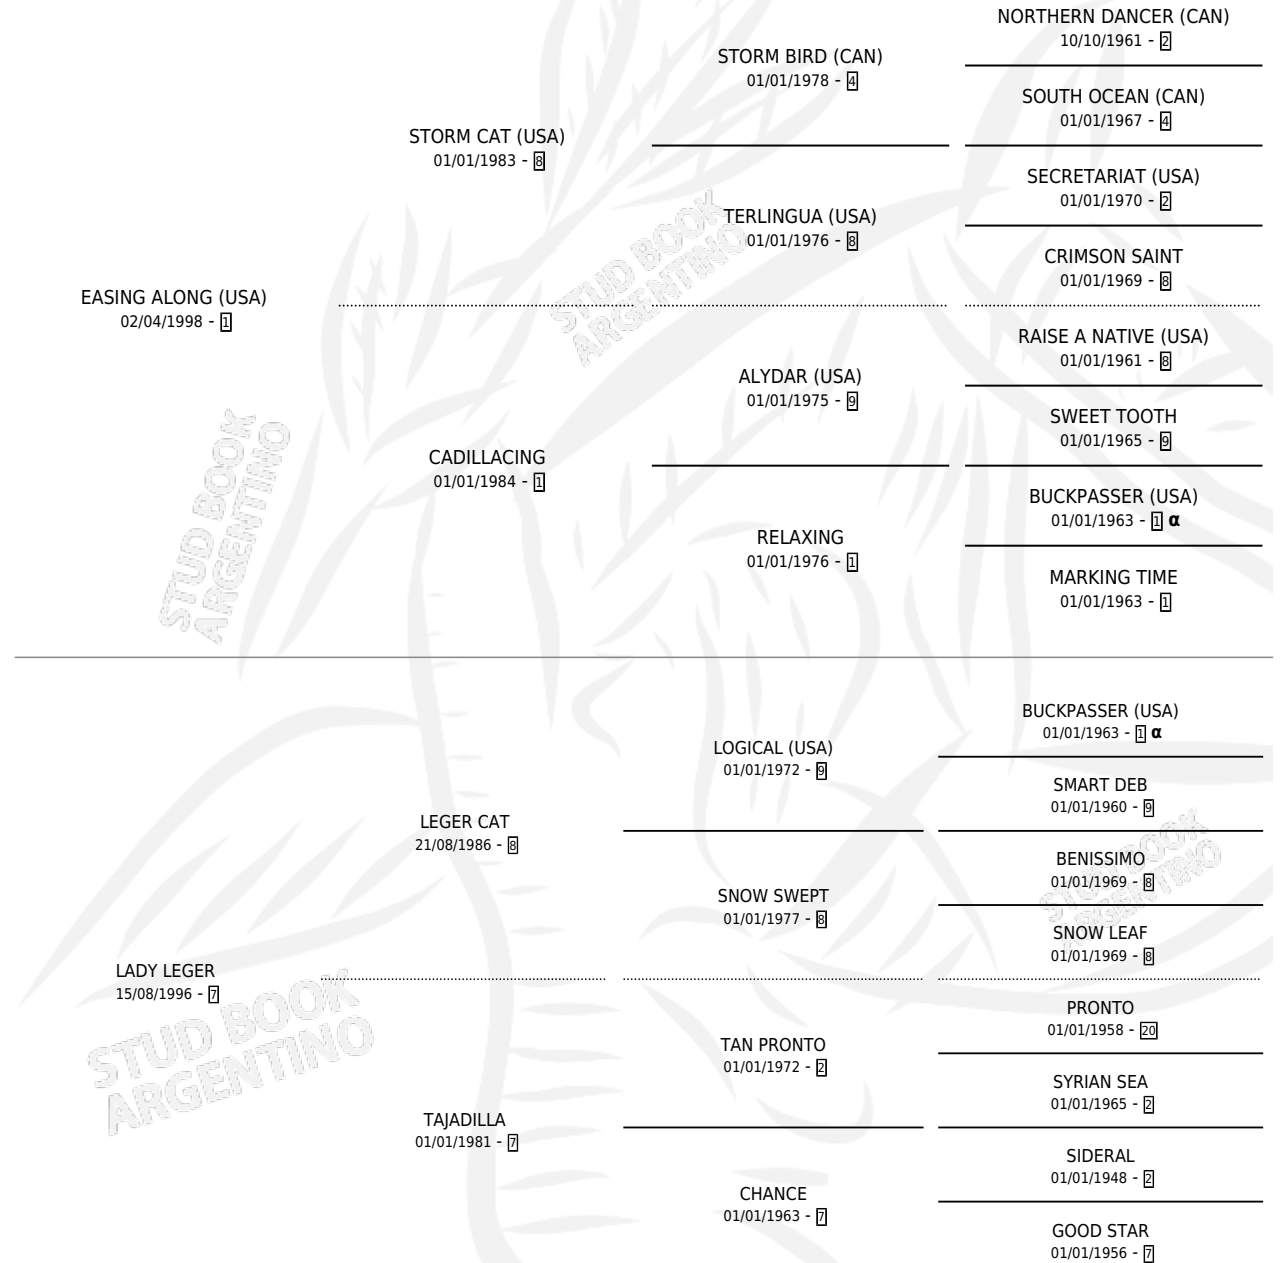 NORTHERN DANCER (CAN)
10/10/1961 - 2
STORM BIRD (CAN)
01/01/1978 - 4
SOUTH OCEAN (CAN)
01/01/1967 - 4
STORM CAT (USA)
01/01/1983 - 8
SECRETARIAT (USA)
01/01/1970 - 2
TERLINGUA (USA)
01/01/1976 - 8
CRIMSON SAINT
01/01/1969 - 8
EASING ALONG (USA)
02/04/1998 - 1
RAISE A NATIVE (USA)
01/01/1961 - 8
ALYDAR (USA)
01/01/1975 - 9
SWEET TOOTH
01/01/1965 - 9
CADILLACING
01/01/1984 - 1
BUCKPASSER (USA)
01/01/1963 - 1 α
RELAXING
01/01/1976 - 1
MARKING TIME
01/01/1963 - 1
BUCKPASSER (USA)
01/01/1963 - 1 α
LOGICAL (USA)
01/01/1972 - 9
SMART DEB
01/01/1960 - 9
LEGER CAT
21/08/1986 - 8
BENISSIMO
01/01/1969 - 8
SNOW SWEPT
01/01/1977 - 8
SNOW LEAF
01/01/1969 - 8
LADY LEGER
15/08/1996 - 7
PRONTO
01/01/1958 - 20
TAN PRONTO
01/01/1972 - 2
SYRIAN SEA
01/01/1965 - 2
TAJADILLA
01/01/1981 - 7
SIDERAL
01/01/1948 - 2
CHANCE
01/01/1963 - 7
GOOD STAR
01/01/1956 - 7
STUD BOOK
ARGENTINO
STUD BOOK
ARGENTINO
STUD BOOK
ARGENTINO
STUD BOOK
ARGENTINO